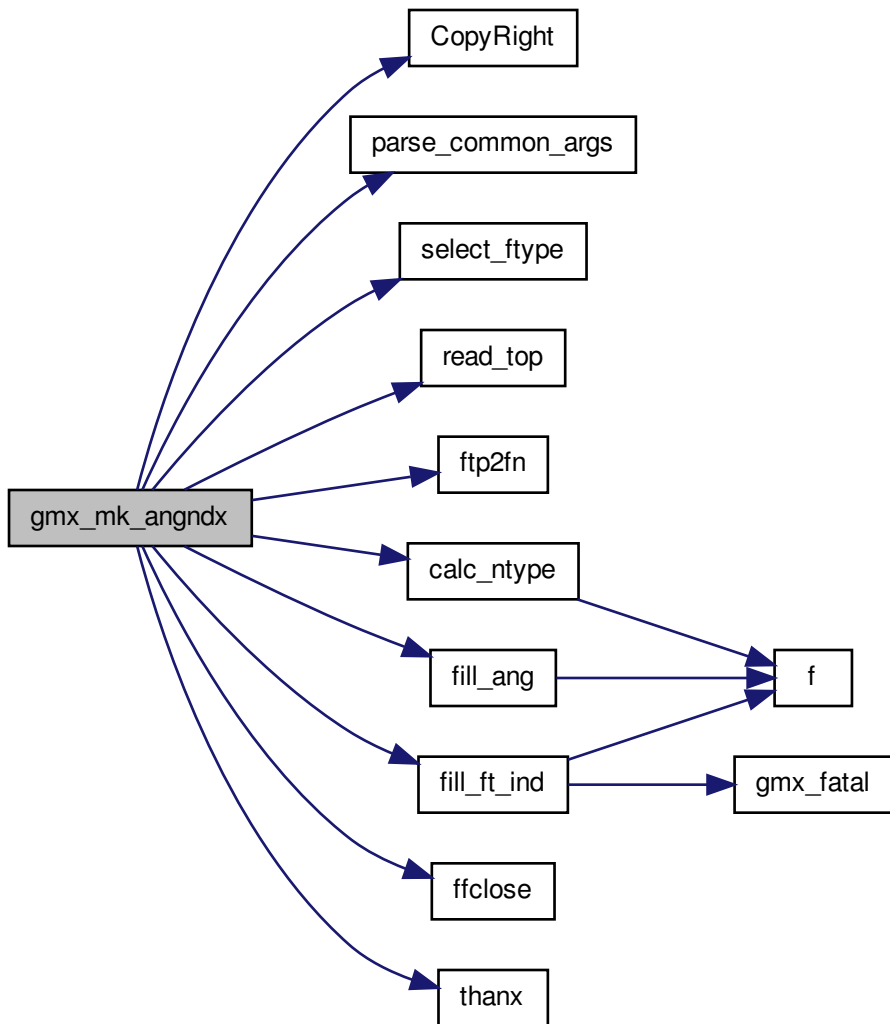 CopyRight
parse_common_args
select_ftype
read_top
ftp2fn
gmx_mk_angndx
calc_ntype
fill_ang
f
fill_ft_ind
gmx_fatal
ffclose
thanx